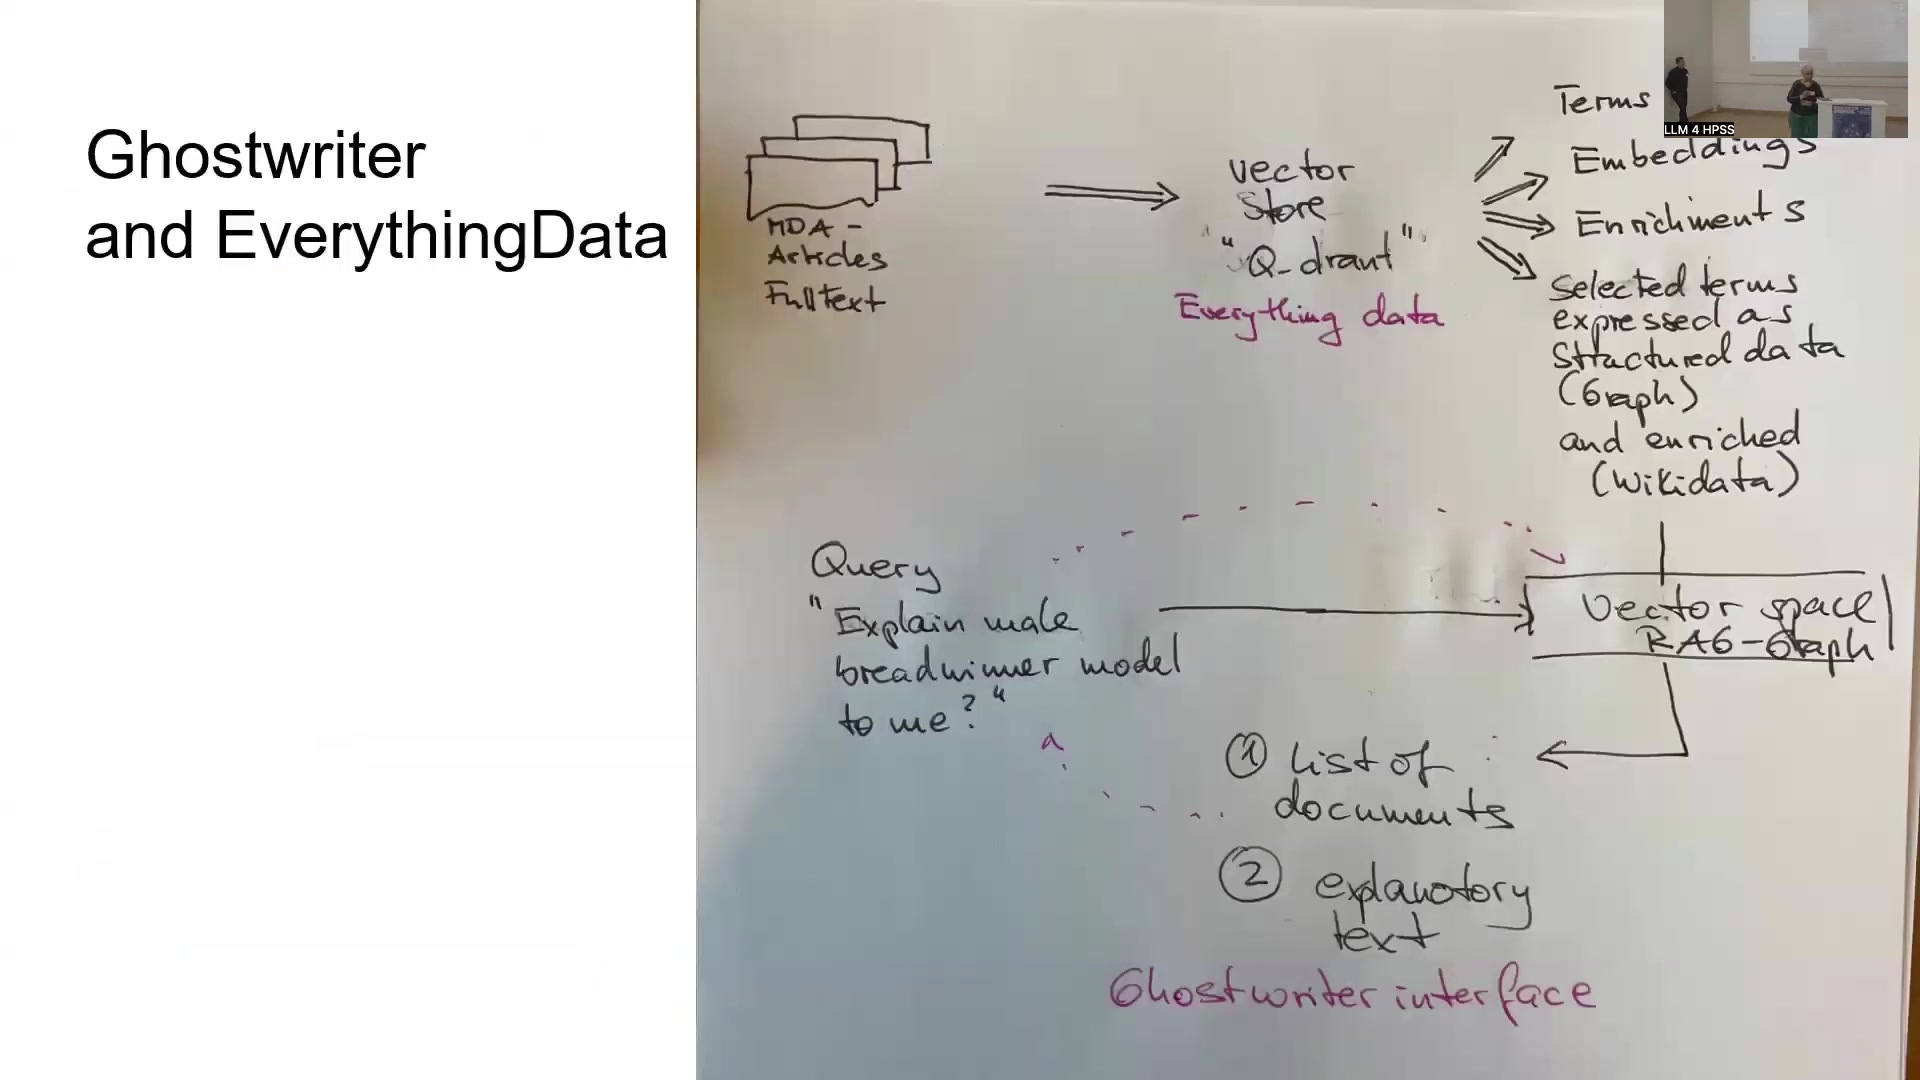 Ghostwriter
and EverythingData
MDA -
Articles
Fulltext
vector
store
"Q-drant"
Everything data
Terms
Embeddings
Enrichments
Selected terms
expressed as
structured data
(Graph)
and enriched
(Wikidata)
Query
"Explain male
breadwinner model
to me?"
Vector space
RAG-Graph
① List of
documents
② explanatory
text
Ghostwriter interface
LLM 4 HPSS